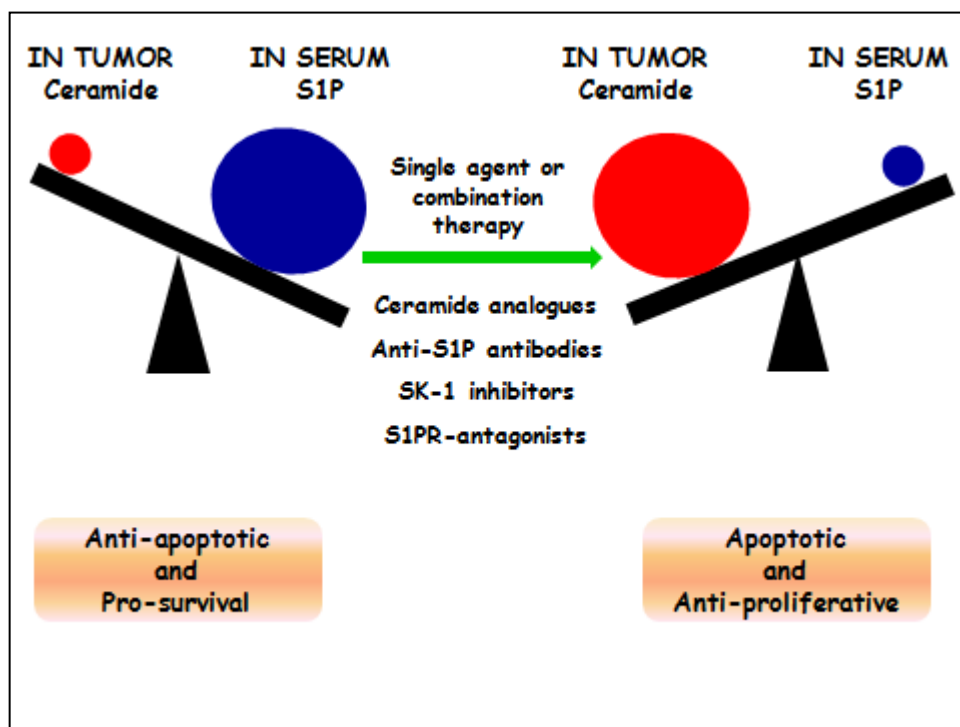 IN TUMOR
Ceramide
IN SERUM
S1P
IN TUMOR
Ceramide
IN SERUM
S1P
Single agent or
combination
therapy
Ceramide analogues
Anti-S1P antibodies
SK-1 inhibitors
S1PR-antagonists
Anti-apoptotic
and
Pro-survival
Apoptotic
and
Anti-proliferative